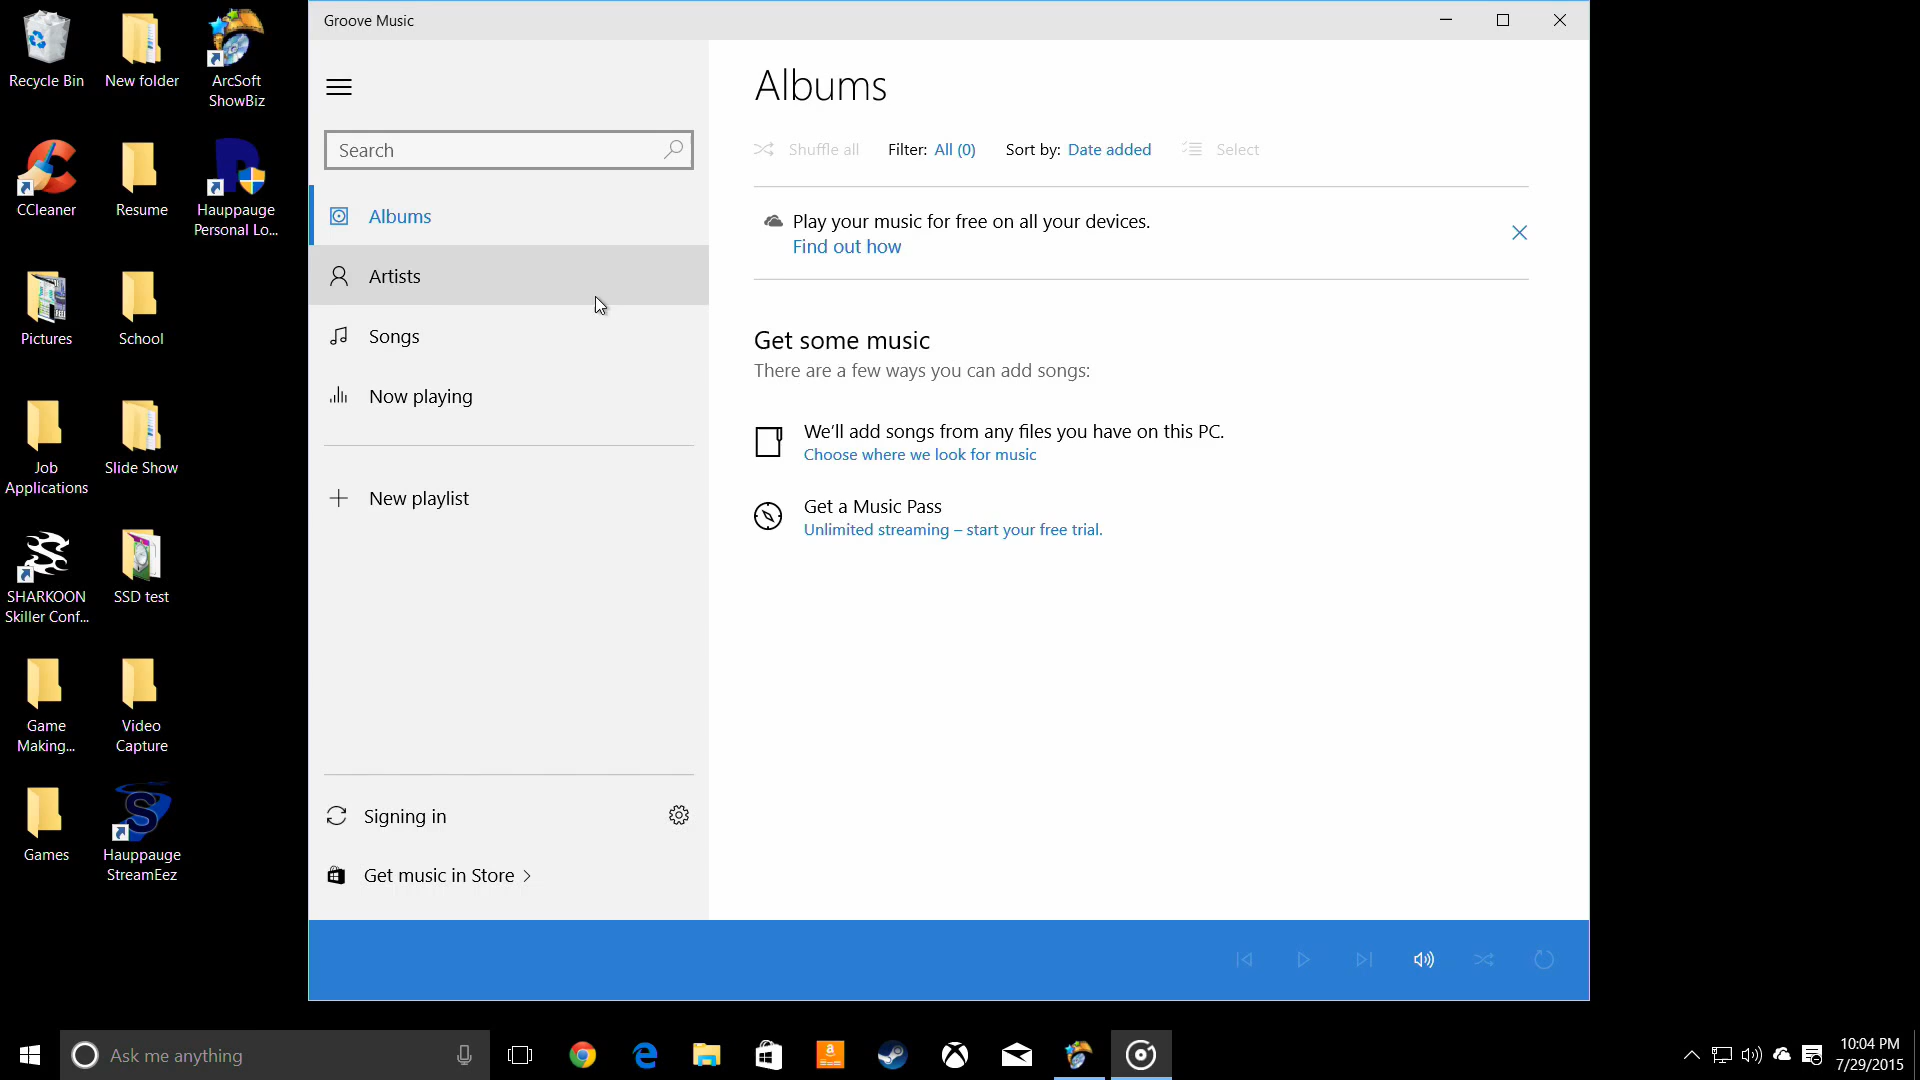 Recycle Bin
New folder
ArcSoft
ShowBiz
CCleaner
Resume
Hauppauge
Personal Lo...
Pictures
School
Job
Applications
Slide Show
SHARKOON
Skiller Conf...
SSD test
Game
Making...
Video
Capture
Games
Hauppauge
StreamEez
Groove Music
Search
Albums
Artists
Songs
Now playing
New playlist
Signing in
Get music in Store
Albums
Shuffle all
Filter: All (0)
Sort by: Date added
Select
Play your music for free on all your devices.
Find out how
Get some music
There are a few ways you can add songs:
We'll add songs from any files you have on this PC.
Choose where we look for music
Get a Music Pass
Unlimited streaming – start your free trial.
Ask me anything
10:04 PM
7/29/2015